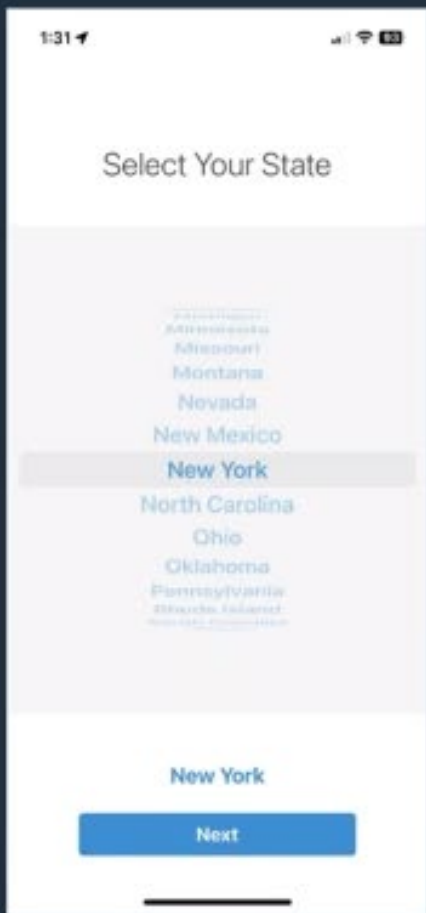 1:31
93
Select Your State
Minnesota
Missouri
Montana
Nevada
New Mexico
New York
North Carolina
Ohio
Oklahoma
Pennsylvania
Rhode Island
New York
Next